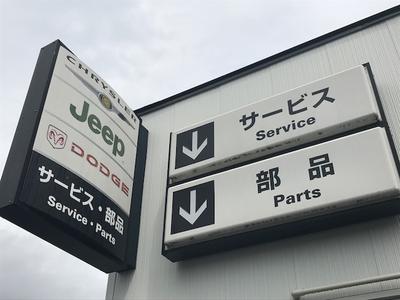 CHRYSLER
Jeep
DODGE
サービス・部品
Service・Parts
サービス
Service
部品
Parts